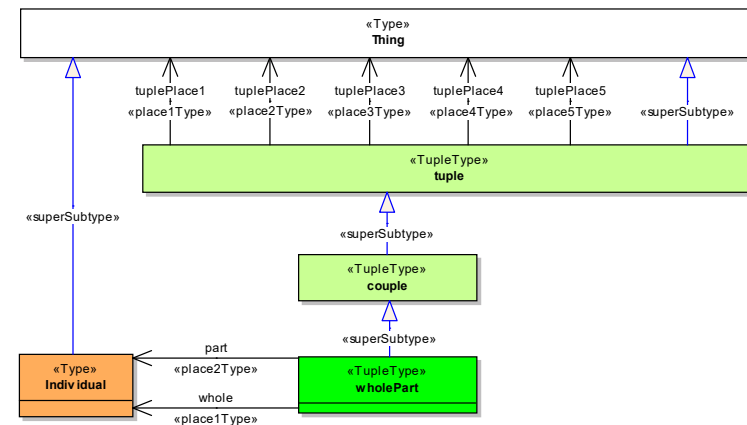 «Type»
Thing
tuplePlace1 tuplePlace2 tuplePlace3 tuplePlace4 tuplePlace5
«place1Type» «place2Type» «place3Type» «place4Type» «place5Type» «superSubtype»
«TupleType»
tuple
«superSubtype»
«superSubtype»
«TupleType»
couple
«superSubtype»
part
«place2Type»
whole
«place1Type»
«Type»
Individual
«TupleType»
wholePart